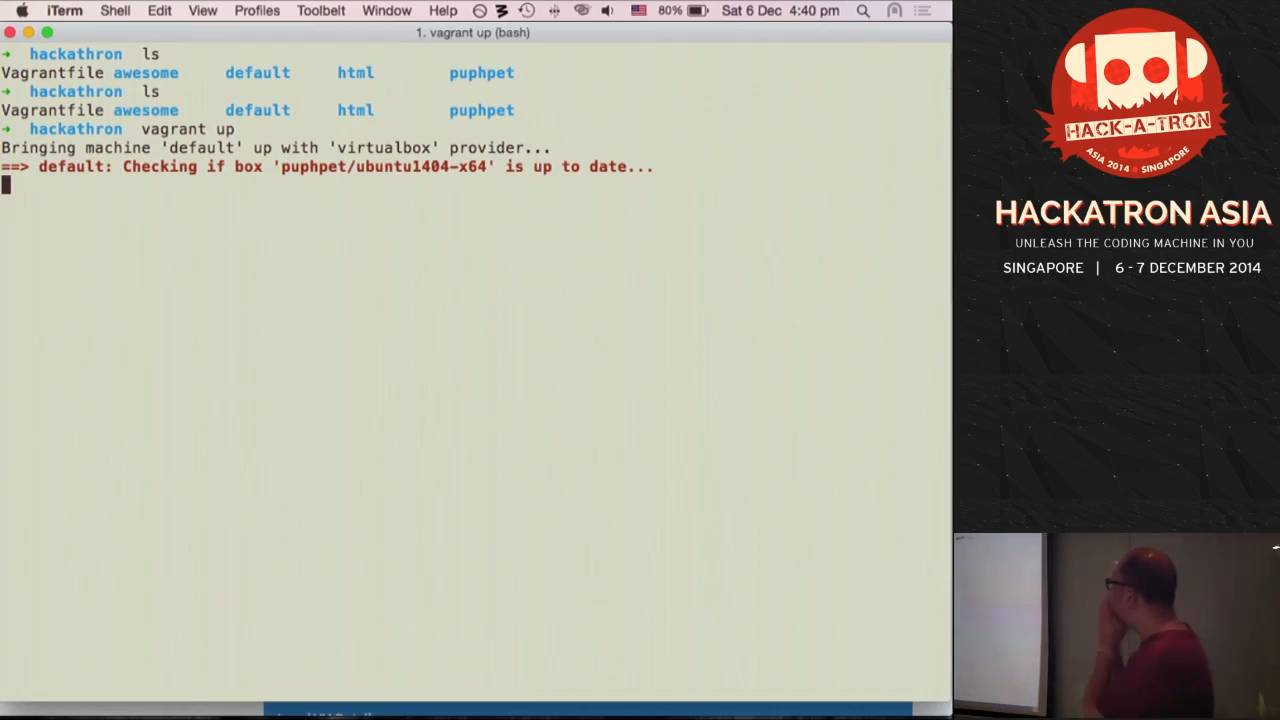 iTerm Shell Edit View Profiles Toolbelt Window Help 80% Sat 6 Dec 4:40 pm
1. vagrant up (bash)
➜ hackathron ls
Vagrantfile awesome default html puphpet
➜ hackathron ls
Vagrantfile awesome default html puphpet
➜ hackathron vagrant up
Bringing machine 'default' up with 'virtualbox' provider...
==> default: Checking if box 'puphpet/ubuntu1404-x64' is up to date...
HACK-A-TRON
ASIA 2014 SINGAPORE
HACKATRON ASIA
UNLEASH THE CODING MACHINE IN YOU
SINGAPORE | 6 - 7 DECEMBER 2014